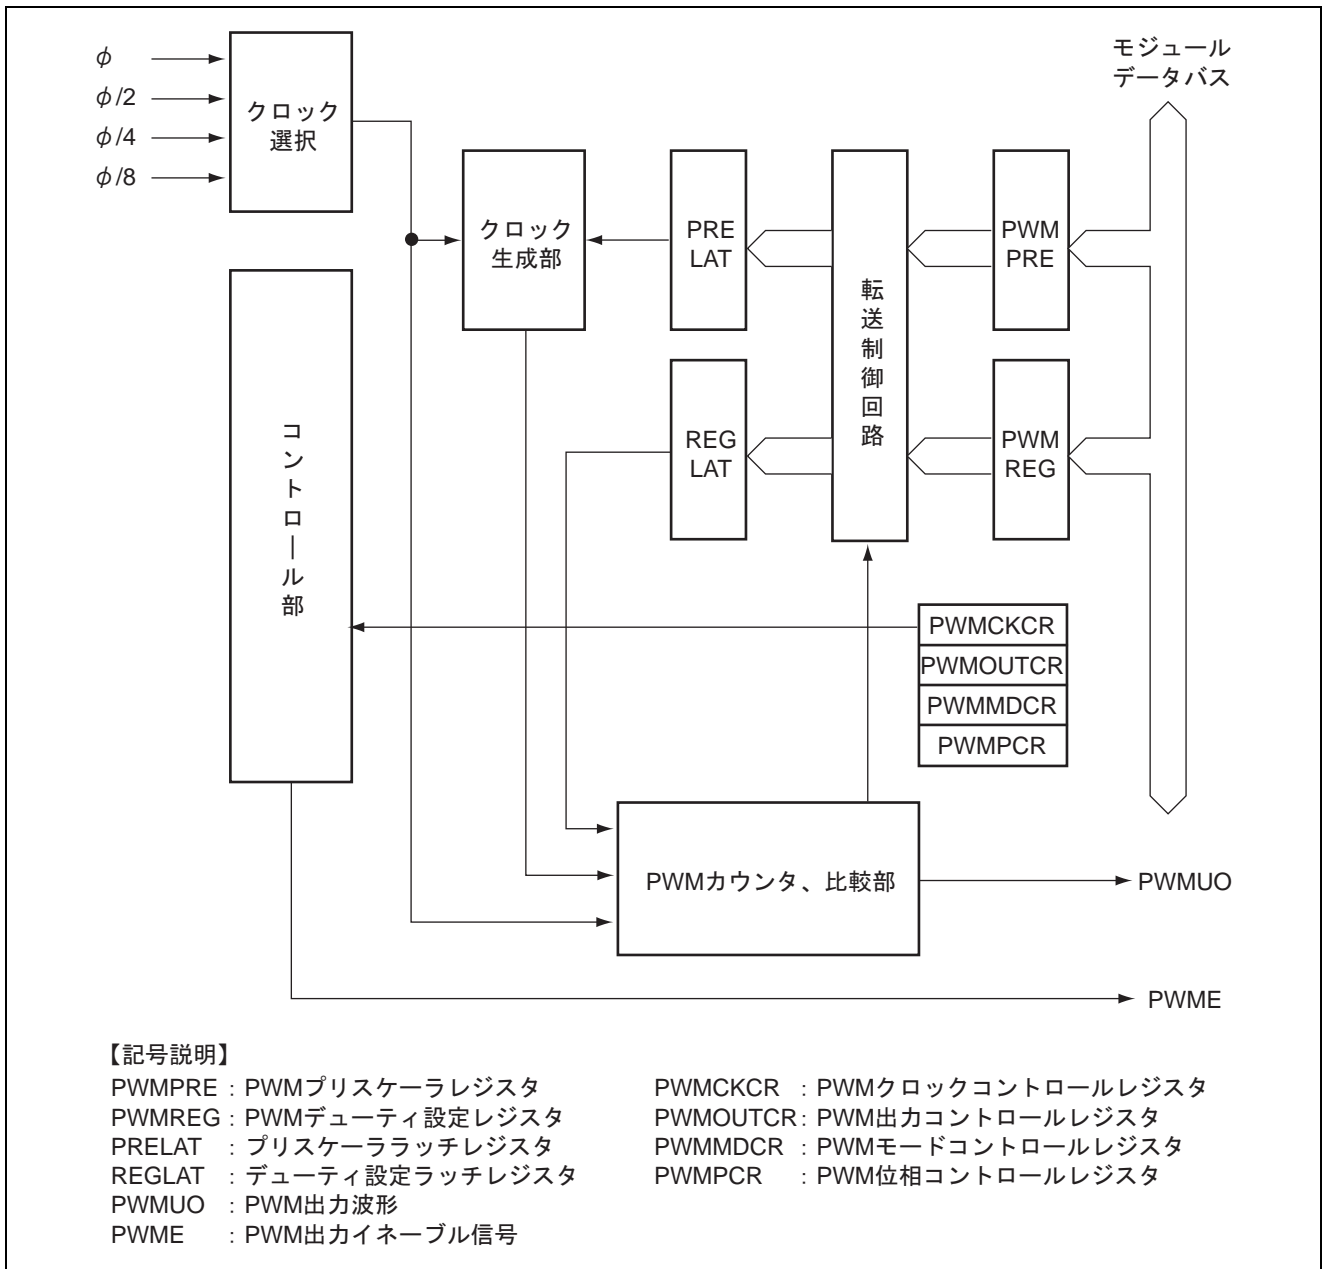 φ
φ/2
φ/4
φ/8
クロック
選択
モジュール
データバス
クロック
生成部
PRE
LAT
転送制御回路
PWM
PRE
コントロール部
REG
LAT
PWM
REG
PWMCKCR
PWMOUTCR
PWMMDCR
PWMPCR
PWMカウンタ、比較部
PWMUO
PWME
【記号説明】
PWMPRE : PWMプリスケーラレジスタ
PWMREG : PWMデューティ設定レジスタ
PRELAT : プリスケーララッチレジスタ
REGLAT : デューティ設定ラッチレジスタ
PWMUO : PWM出力波形
PWME : PWM出力イネーブル信号
PWMCKCR : PWMクロックコントロールレジスタ
PWMOUTCR : PWM出力コントロールレジスタ
PWMMDCR : PWMモードコントロールレジスタ
PWMPCR : PWM位相コントロールレジスタ